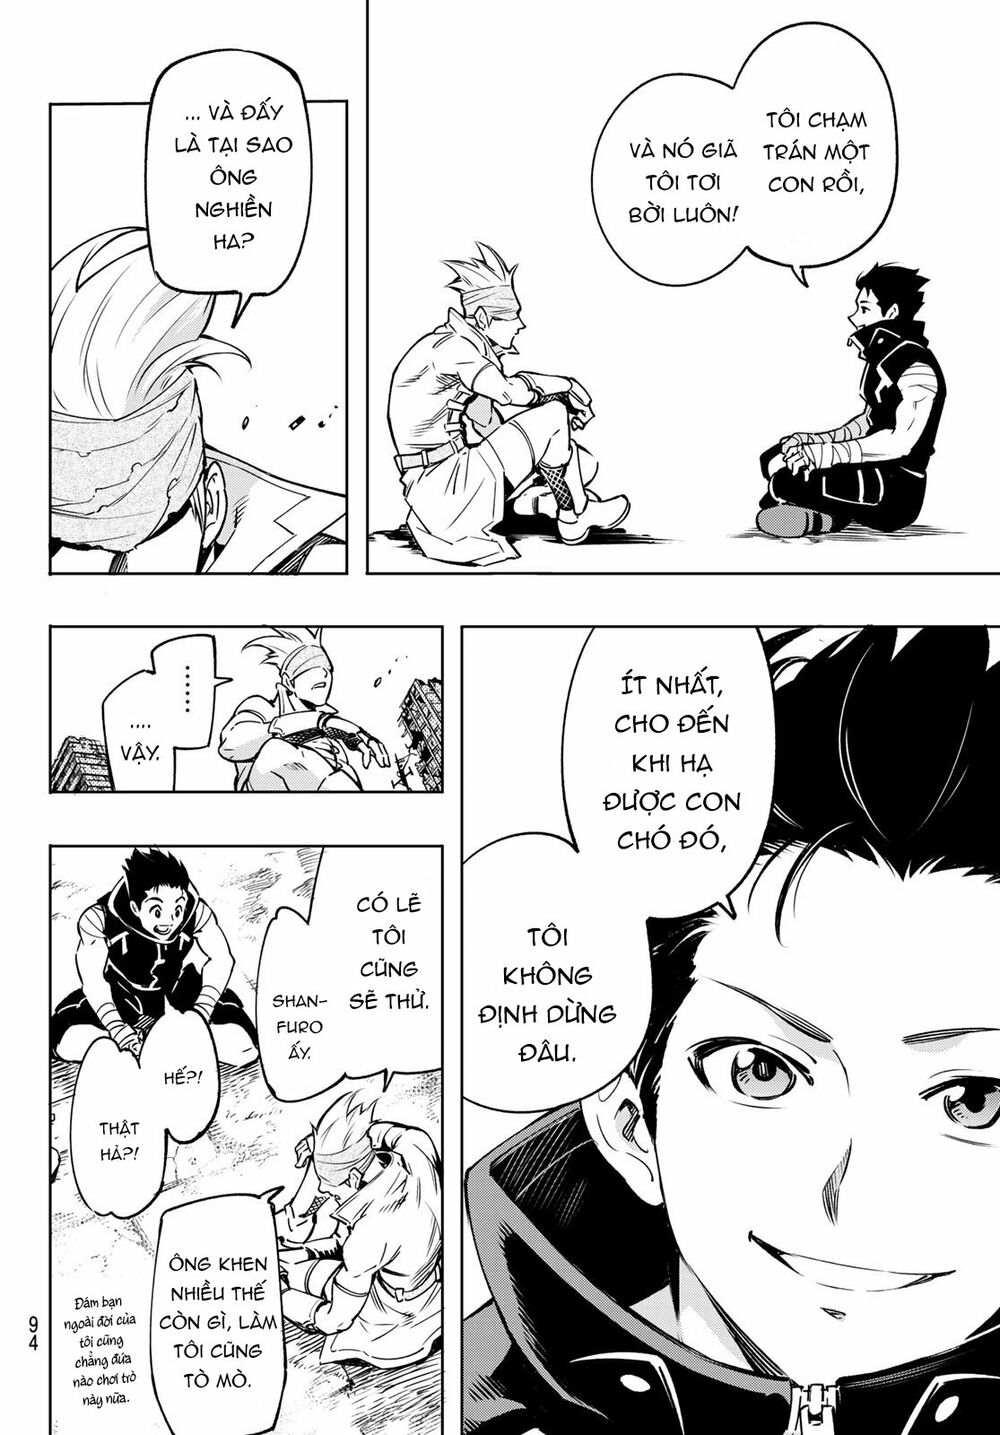 TÔI CHẠM
TRÁN MỘT
CON RỒI,
VÀ NÓ GIÃ
TÔI TƠI
BỜI LUÔN!
... VÀ ĐẤY
LÀ TẠI SAO
ÔNG
NGHIỀN
HA?
ÍT NHẤT,
CHO ĐẾN
KHI HẠ
ĐƯỢC CON
CHÓ ĐÓ,
TÔI
KHÔNG
ĐỊNH DỪNG
ĐÂU.
......
....
VẬY.
CÓ LẼ
TÔI
CŨNG
SẼ THỬ.
SHAN-
FURO
ẤY.
HẾ?!
THẬT
HẢ?!
ÔNG KHEN
NHIỀU THẾ
CÒN GÌ, LÀM
TÔI CŨNG
TÒ MÒ.
Đám bạn
ngoài đời của
tôi cũng
chẳng đứa
nào chơi trò
này nữa.
94